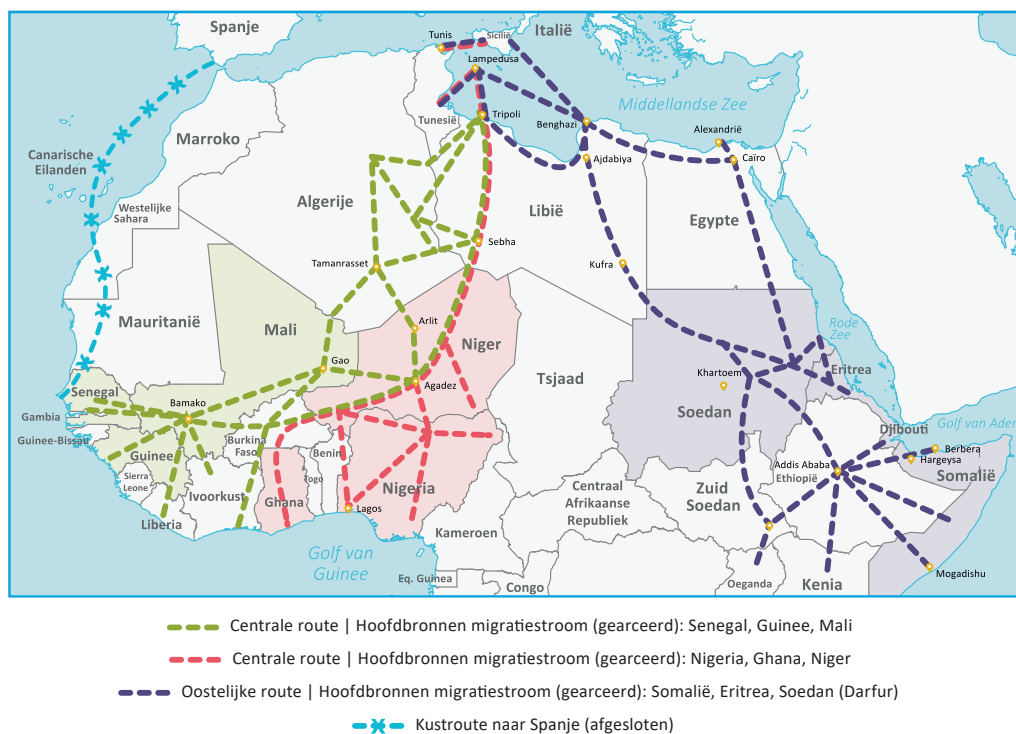 Spanje
Italië
Tunis
Sicilië
Lampedusa
Middellandse Zee
Tunesië
Tripoli
Benghazi
Alexandrië
Marroko
Canarische
Eilanden
Ajdabiya
Caïro
Algerije
Westelijke
Sahara
Libië
Egypte
Sebha
Tamanrasset
Kufra
Mauritanië
Mali
Arlit
Niger
Rode
Zee
Gao
Agadez
Tsjaad
Khartoem
Eritrea
Senegal
Bamako
Soedan
Gambia
Guinee-Bissau
Burkina
Faso
Djibouti
Golf van Aden
Guinee
Benin
Berbera
Hargeysa
Addis Ababa
Ethiopië
Somalië
Sierra
Leone
Ivoorkust
Togo
Ghana
Nigeria
Centraal
Afrikaanse
Republiek
Zuid
Soedan
Lagos
Liberia
Kameroen
Golf van
Guinee
Eq. Guinea
Congo
Oeganda
Kenia
Mogadishu
Centrale route | Hoofdbronnen migratiestroom (gearceerd): Senegal, Guinee, Mali
Centrale route | Hoofdbronnen migratiestroom (gearceerd): Nigeria, Ghana, Niger
Oostelijke route | Hoofdbronnen migratiestroom (gearceerd): Somalië, Eritrea, Soedan (Darfur)
Kustroute naar Spanje (afgesloten)